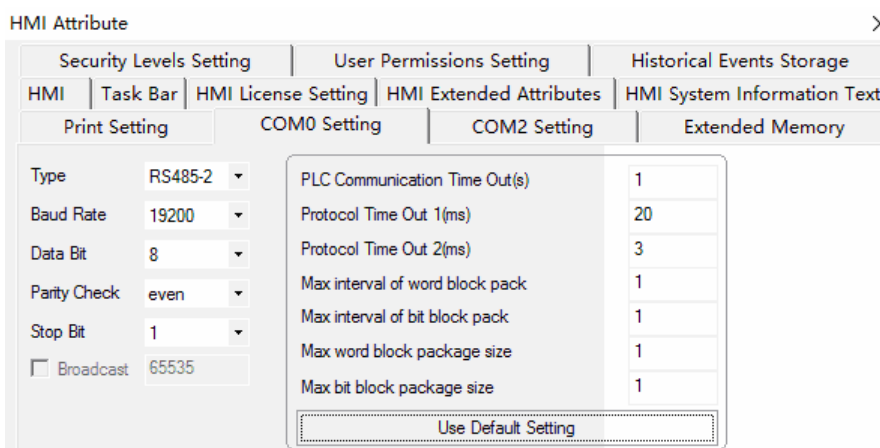 HMI Attribute
Security Levels Setting User Permissions Setting Historical Events Storage
HMI Task Bar HMI License Setting HMI Extended Attributes HMI System Information Text
Print Setting COM0 Setting COM2 Setting Extended Memory
Type RS485-2
Baud Rate 19200
Data Bit 8
Parity Check even
Stop Bit 1
Broadcast 65535
PLC Communication Time Out(s) 1
Protocol Time Out 1(ms) 20
Protocol Time Out 2(ms) 3
Max interval of word block pack 1
Max interval of bit block pack 1
Max word block package size 1
Max bit block package size 1
Use Default Setting